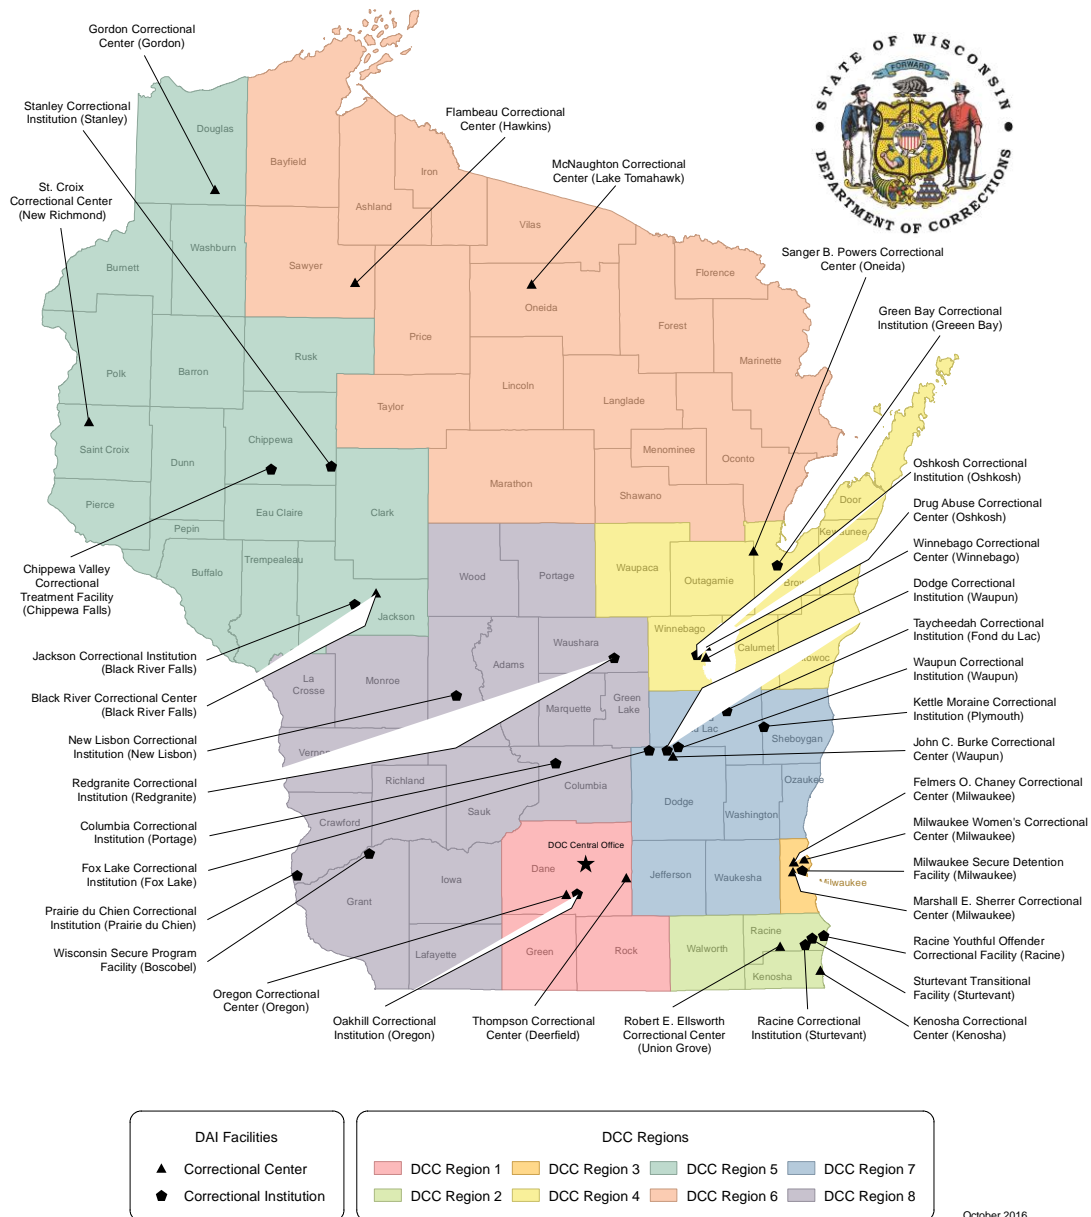 Gordon Correctional
Center (Gordon)
Stanley Correctional
Institution (Stanley)
St. Croix
Correctional Center
(New Richmond)
Flambeau Correctional
Center (Hawkins)
McNaughton Correctional
Center (Lake Tomahawk)
STATE OF WISCONSIN
FORWARD
DEPARTMENT OF CORRECTIONS
Sanger B. Powers Correctional
Center (Oneida)
Green Bay Correctional
Institution (Greeen Bay)
Oshkosh Correctional
Institution (Oshkosh)
Drug Abuse Correctional
Center (Oshkosh)
Winnebago Correctional
Center (Winnebago)
Dodge Correctional
Institution (Waupun)
Taycheedah Correctional
Institution (Fond du Lac)
Waupun Correctional
Institution (Waupun)
Kettle Moraine Correctional
Institution (Plymouth)
John C. Burke Correctional
Center (Waupun)
Felmers O. Chaney Correctional
Center (Milwaukee)
Milwaukee Women's Correctional
Center (Milwaukee)
Milwaukee Secure Detention
Facility (Milwaukee)
Marshall E. Sherrer Correctional
Center (Milwaukee)
Racine Youthful Offender
Correctional Facility (Racine)
Sturtevant Transitional
Facility (Sturtevant)
Kenosha Correctional
Center (Kenosha)
Chippewa Valley
Correctional
Treatment Facility
(Chippewa Falls)
Jackson Correctional Institution
(Black River Falls)
Black River Correctional Center
(Black River Falls)
New Lisbon Correctional
Institution (New Lisbon)
Redgranite Correctional
Institution (Redgranite)
Columbia Correctional
Institution (Portage)
Fox Lake Correctional
Institution (Fox Lake)
Prairie du Chien Correctional
Institution (Prairie du Chien)
Wisconsin Secure Program
Facility (Boscobel)
Oregon Correctional
Center (Oregon)
Oakhill Correctional
Institution (Oregon)
Thompson Correctional
Center (Deerfield)
Robert E. Ellsworth
Correctional Center
(Union Grove)
Racine Correctional
Institution (Sturtevant)
Douglas
Bayfield
Iron
Ashland
Vilas
Washburn
Burnett
Sawyer
Florence
Oneida
Forest
Price
Rusk
Marinette
Polk
Barron
Lincoln
Langlade
Taylor
Chippewa
Saint Croix
Dunn
Menominee
Oconto
Marathon
Shawano
Pierce
Eau Claire
Clark
Door
Pepin
Trempealeau
Buffalo
Wood
Portage
Waupaca
Outagamie
Jackson
Winnebago
Calumet
Waushara
Adams
La
Crosse
Monroe
Green
Lake
Marquette
Sheboygan
Richland
Columbia
Sauk
Crawford
Dodge
Washington
Ozaukee
DOC Central Office
Dane
Iowa
Jefferson
Waukesha
Milwaukee
Grant
Lafayette
Green
Rock
Walworth
Racine
Kenosha
DAI Facilities
Correctional Center
Correctional Institution
DCC Regions
DCC Region 1
DCC Region 3
DCC Region 5
DCC Region 7
DCC Region 2
DCC Region 4
DCC Region 6
DCC Region 8
October 2016